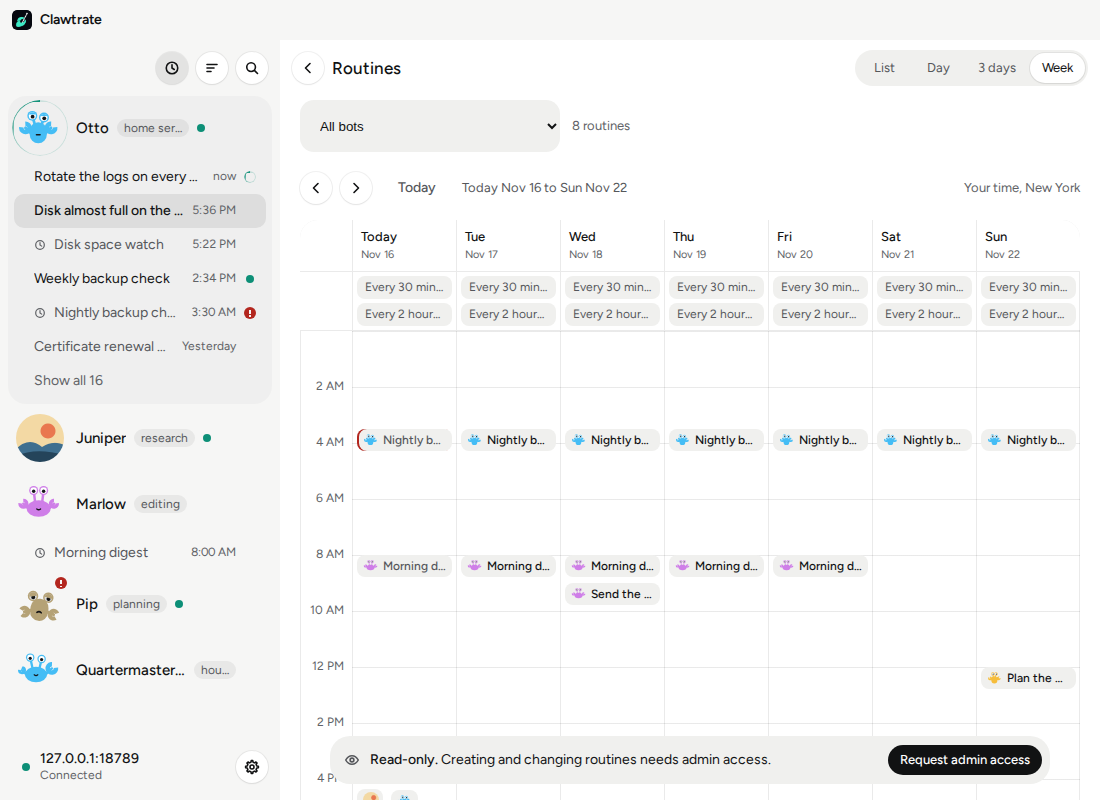 Clawtrate
Routines
List Day 3 days Week
All bots
8 routines
Otto home ser...
Rotate the logs on every ... now
Disk almost full on the ... 5:36 PM
Disk space watch 5:22 PM
Weekly backup check 2:34 PM
Nightly backup ch... 3:30 AM
Certificate renewal ... Yesterday
Show all 16
Juniper research
Marlow editing
Morning digest 8:00 AM
Pip planning
Quartermaster... hou...
127.0.0.1:18789
Connected
Today Today Nov 16 to Sun Nov 22 Your time, New York
Today Tue Wed Thu Fri Sat Sun
Nov 16 Nov 17 Nov 18 Nov 19 Nov 20 Nov 21 Nov 22
Every 30 min... Every 30 min... Every 30 min... Every 30 min... Every 30 min... Every 30 min... Every 30 min...
Every 2 hour... Every 2 hour... Every 2 hour... Every 2 hour... Every 2 hour... Every 2 hour... Every 2 hour...
2 AM
4 AM Nightly b... Nightly b... Nightly b... Nightly b... Nightly b... Nightly b... Nightly b...
6 AM
8 AM Morning d... Morning d... Morning d... Morning d... Morning d...
Send the ...
10 AM
12 PM Plan the ...
2 PM
Read-only. Creating and changing routines needs admin access. Request admin access